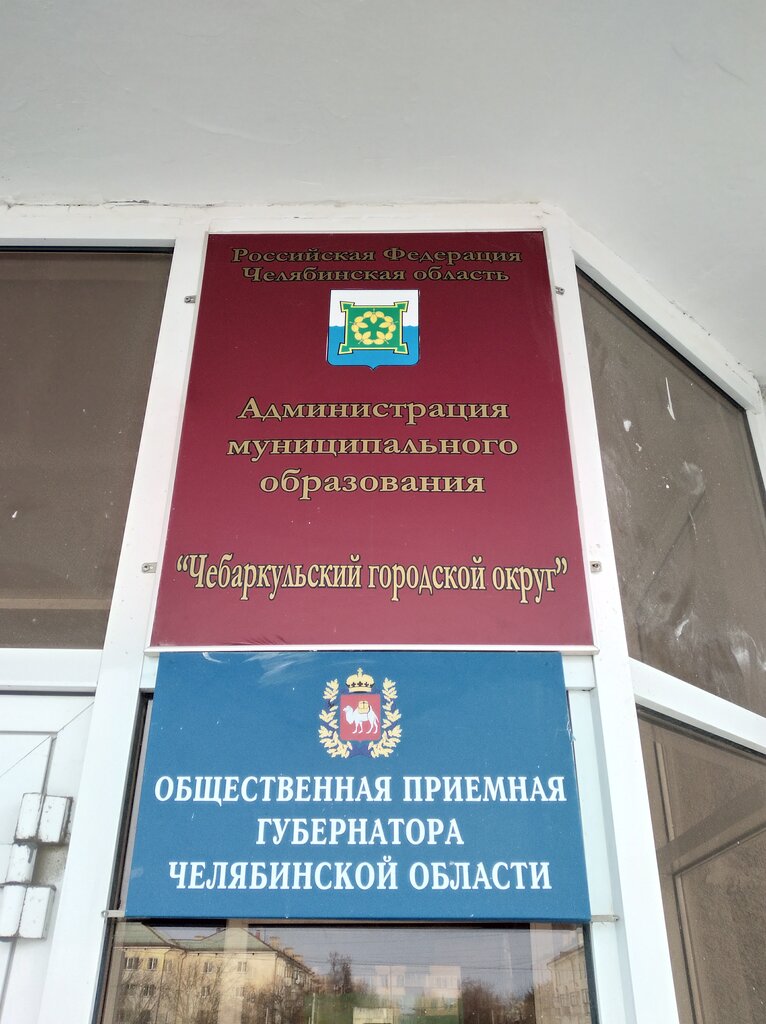 Российская Федерация
Челябинская область
Администрация
муниципального
образования
“Чебаркульский городской округ”
ОБЩЕСТВЕННАЯ ПРИЕМНАЯ
ГУБЕРНАТОРА
ЧЕЛЯБИНСКОЙ ОБЛАСТИ